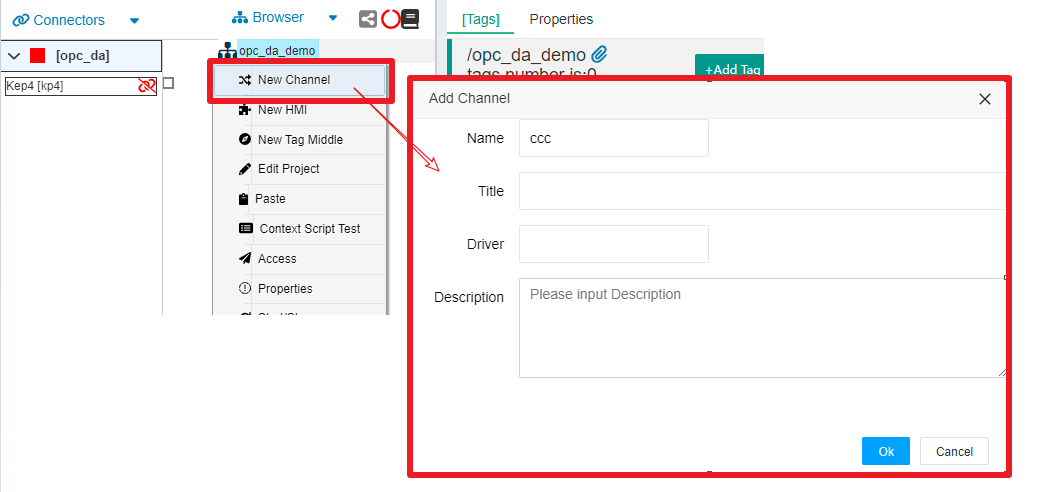 Connectors
[opc_da]
Kep4 [kp4]
Browser
opc_da_demo
New Channel
New HMI
New Tag Middle
Edit Project
Paste
Context Script Test
Access
Properties
[Tags]
Properties
/opc_da_demo
tags number is:0
+Add Tag
Add Channel
Name
ccc
Title
Driver
Description
Please input Description
Ok
Cancel